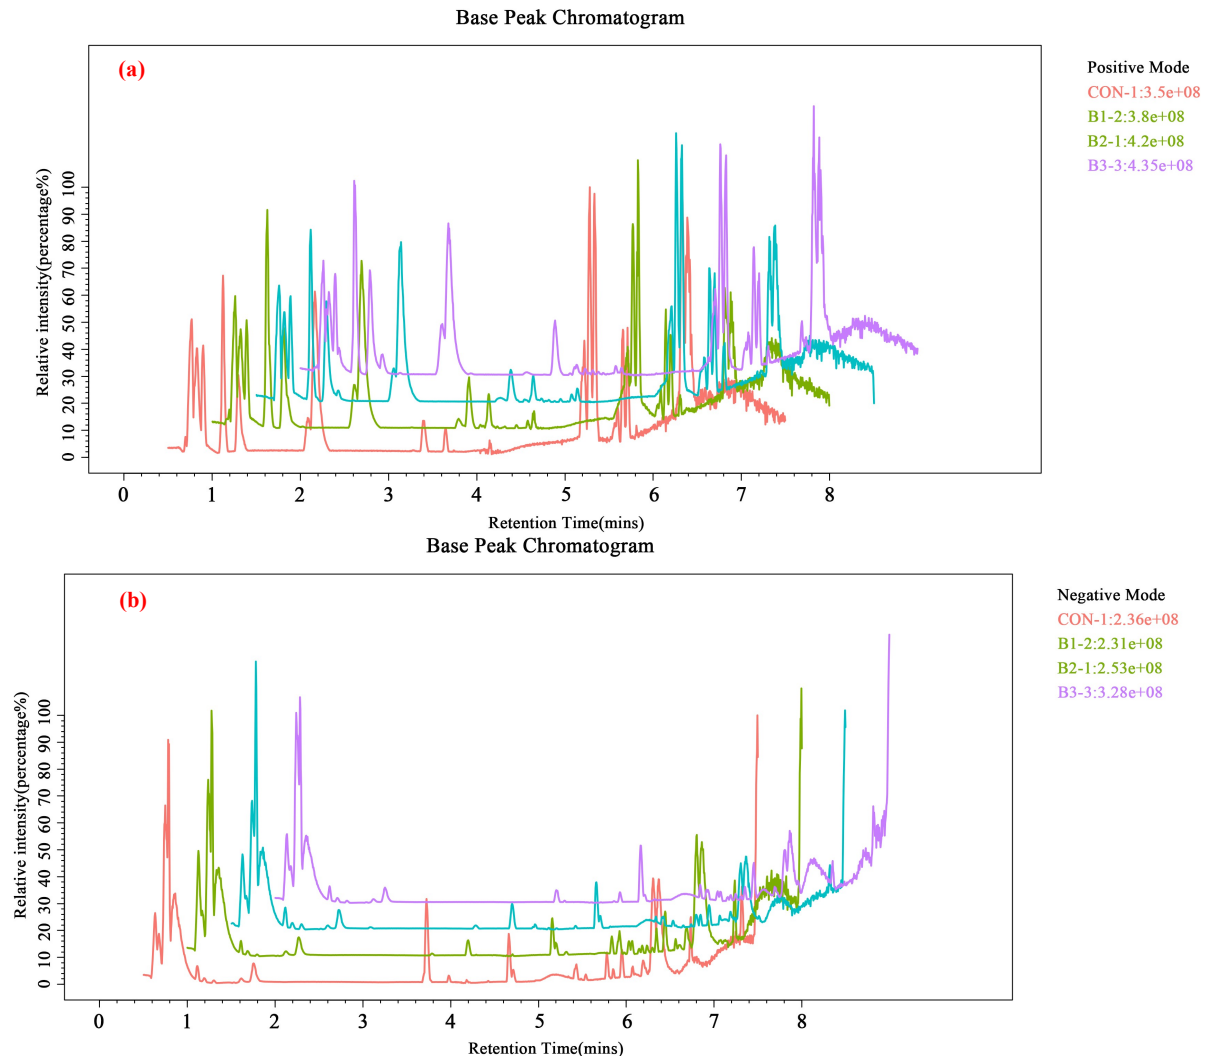 Base Peak Chromatogram
(a)
Positive Mode
CON-1:3.5e+08
B1-2:3.8e+08
B2-1:4.2e+08
B3-3:4.35e+08
Relative intensity(percentage%)
100
90
80
70
60
50
40
30
20
10
0
0 1 2 3 4 5 6 7 8
Retention Time(mins)
Base Peak Chromatogram
(b)
Negative Mode
CON-1:2.36e+08
B1-2:2.31e+08
B2-1:2.53e+08
B3-3:3.28e+08
Relative intensity(percentage%)
100
90
80
70
60
50
40
30
20
10
0
0 1 2 3 4 5 6 7 8
Retention Time(mins)